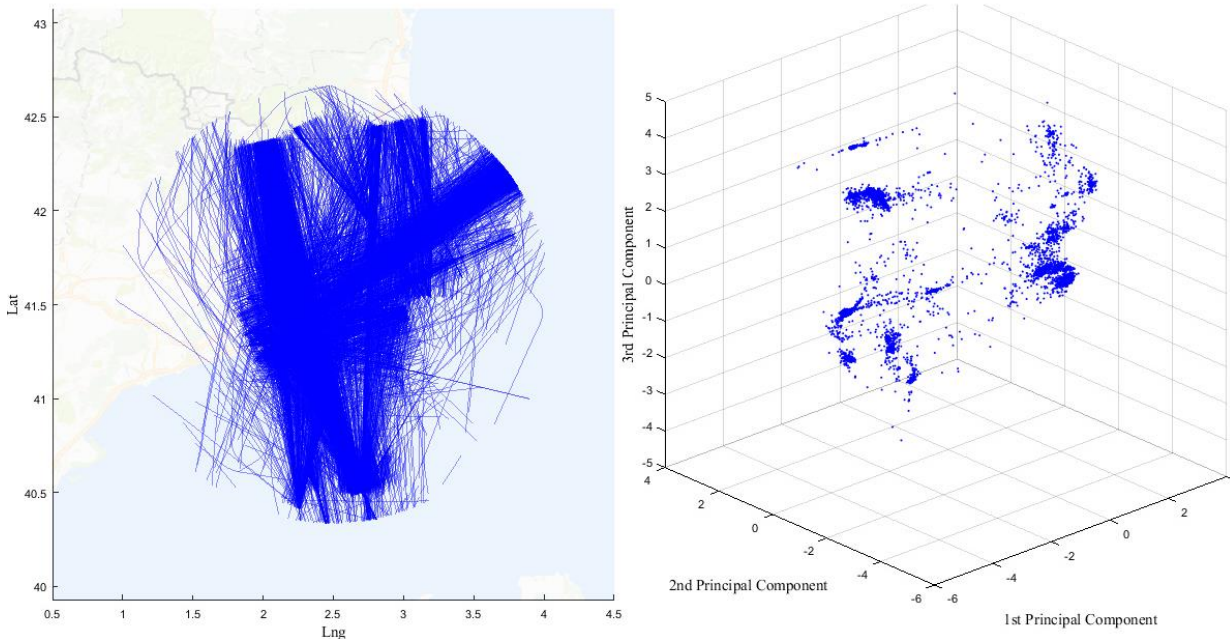 43
42.5
42
41.5
41
40.5
40
Lat
0.5 1 1.5 2 2.5 3 3.5 4 4.5
Lng
5
4
3
2
1
0
-1
-2
-3
-4
-5
3rd Principal Component
4 2 0 -2 -4 -6
2nd Principal Component
-6 -4 -2 0 2
1st Principal Component